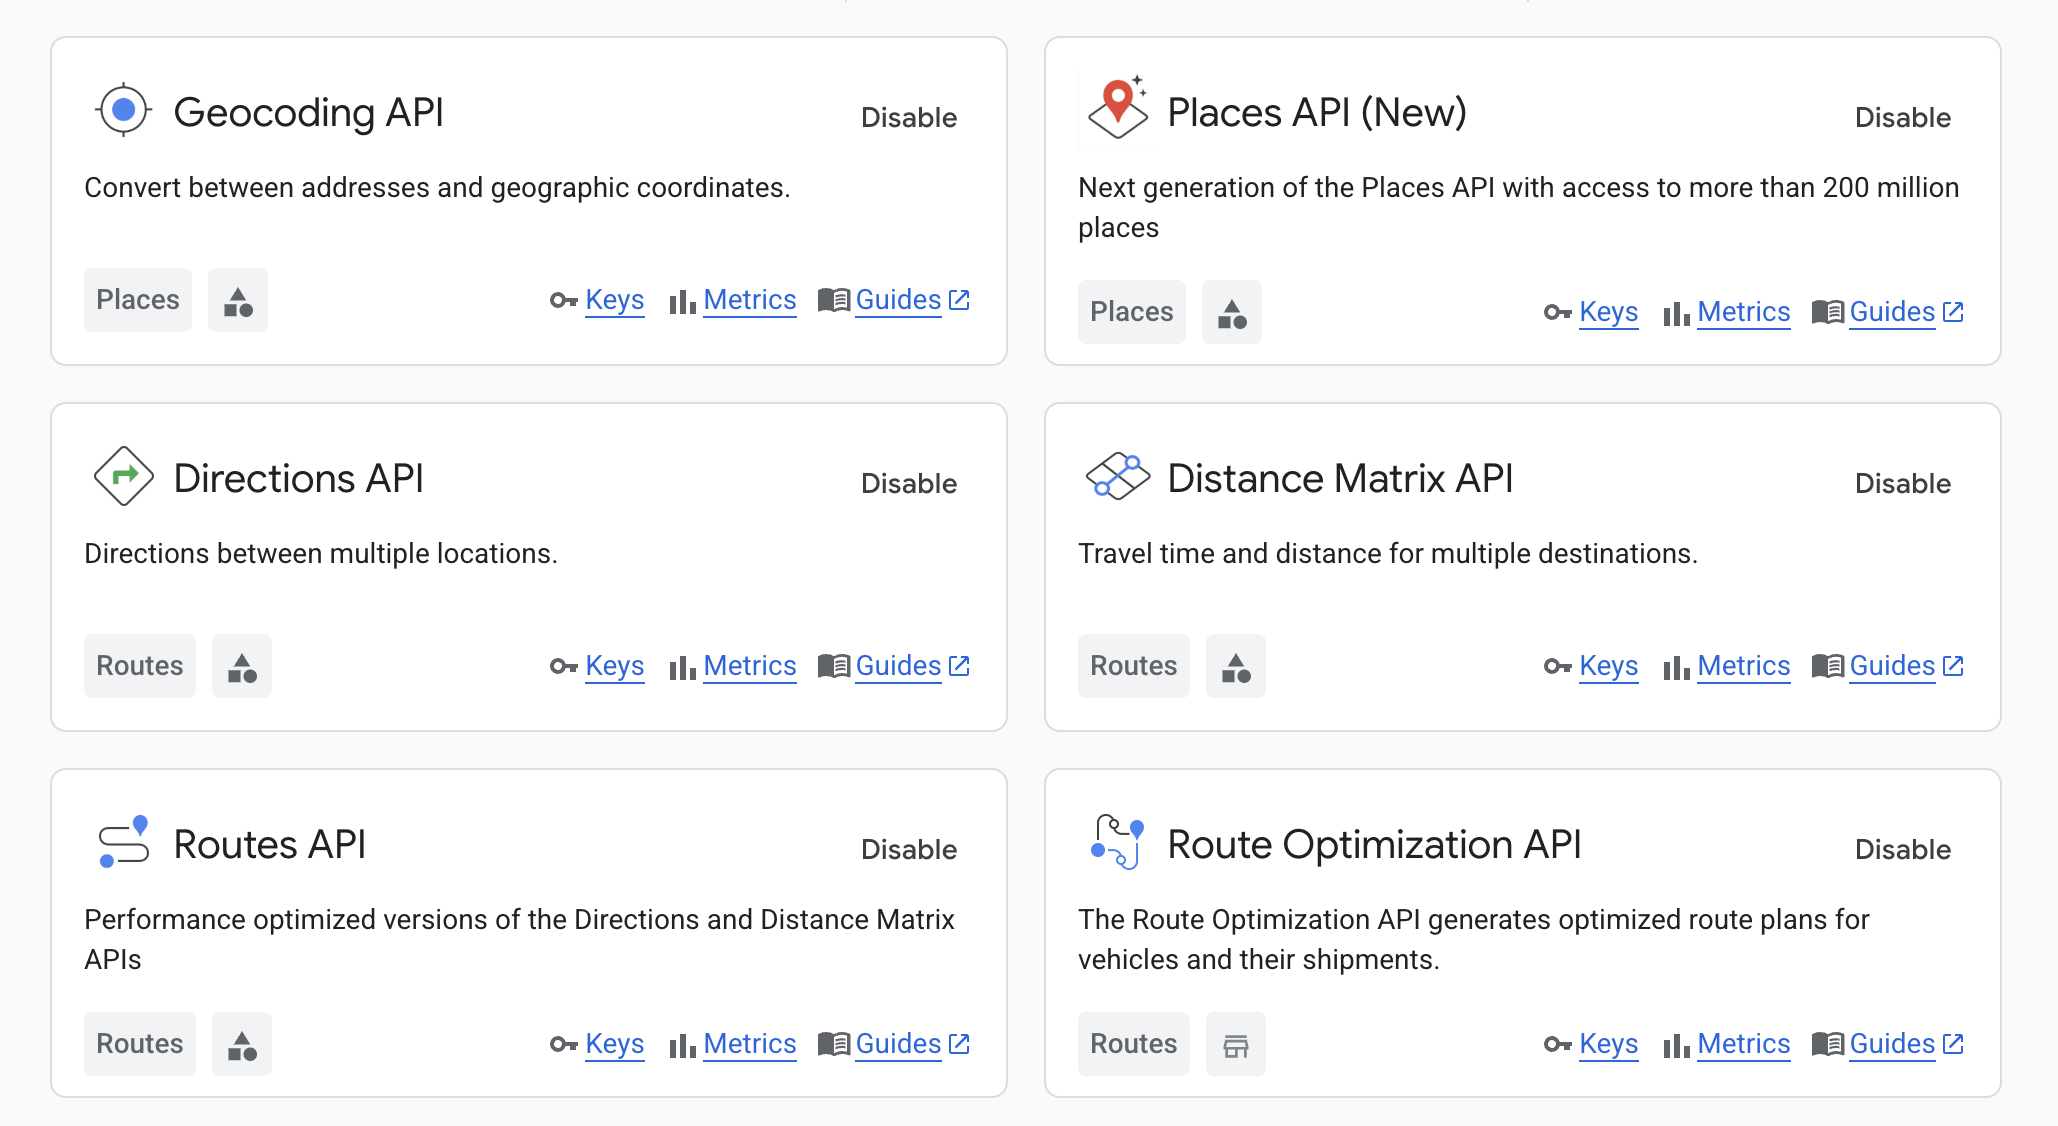 Geocoding API
Disable
Convert between addresses and geographic coordinates.
Places
Keys
Metrics
Guides
Places API (New)
Disable
Next generation of the Places API with access to more than 200 million
places
Places
Keys
Metrics
Guides
Directions API
Disable
Directions between multiple locations.
Routes
Keys
Metrics
Guides
Distance Matrix API
Disable
Travel time and distance for multiple destinations.
Routes
Keys
Metrics
Guides
Routes API
Disable
Performance optimized versions of the Directions and Distance Matrix
APIs
Routes
Keys
Metrics
Guides
Route Optimization API
Disable
The Route Optimization API generates optimized route plans for
vehicles and their shipments.
Routes
Keys
Metrics
Guides